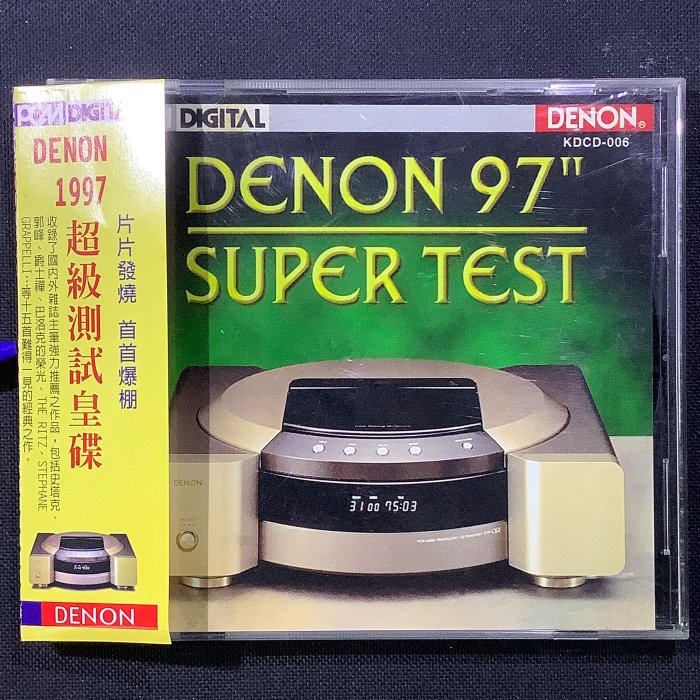 PCM DIGITAL
DENON
1997
超級測試皇碟
片片發燒 首首爆棚
收錄了國內外雜誌主筆強力推薦之作品，包括史塔克、
郭峰、爵士禪、巴洛克的榮光、THE RITZ、STEPHANE
GRAPPELLI…等十五首難得一見的經典之作。
DENON
DIGITAL
DENON®
KDCD-006
DENON 97"
SUPER TEST
DENON
3100 75:03